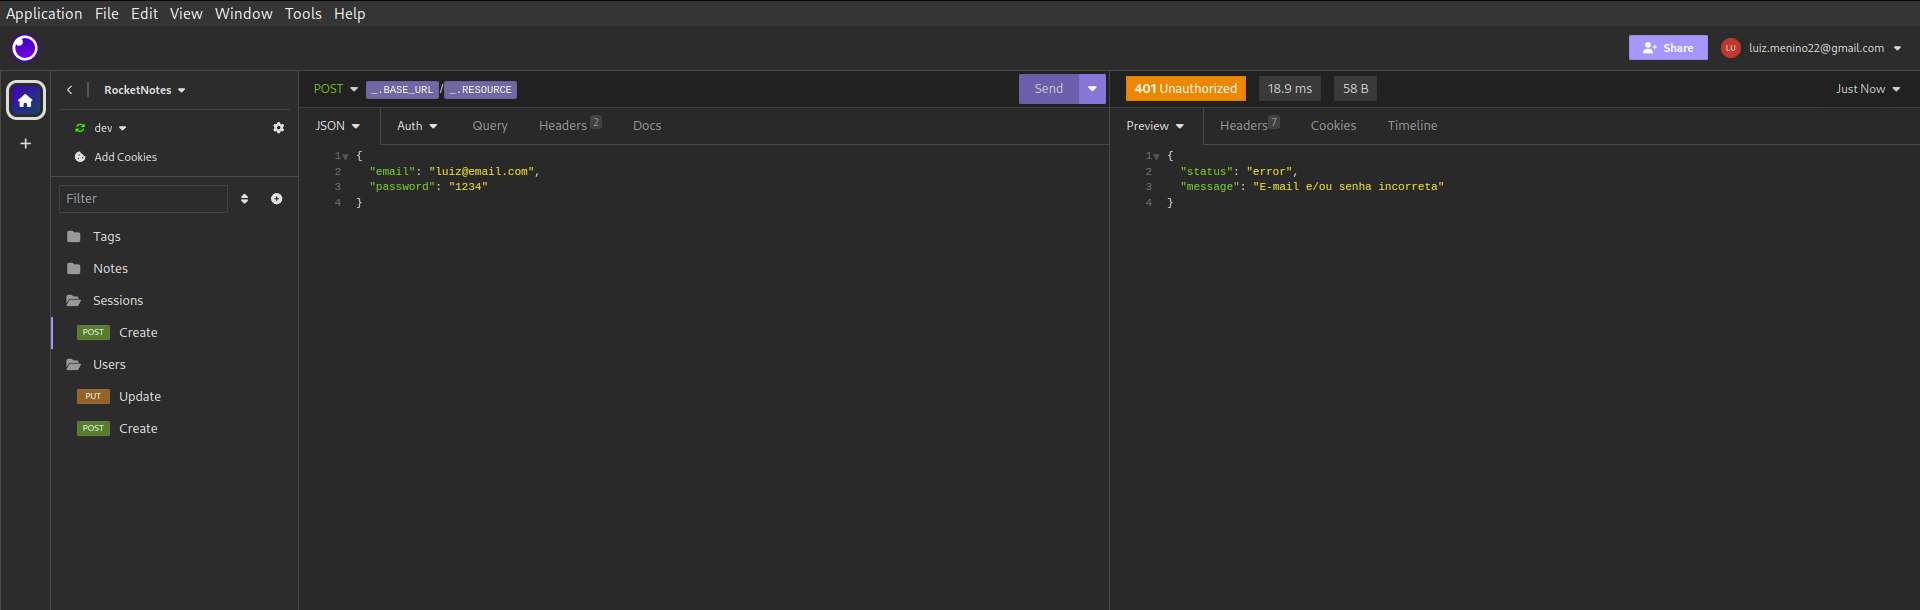 Application File Edit View Window Tools Help
Share LU luiz.menino22@gmail.com
RocketNotes
dev
Add Cookies
Filter
Tags
Notes
Sessions
POST Create
Users
PUT Update
POST Create
POST _.BASE_URL/_.RESOURCE Send
JSON Auth Query Headers 2 Docs
1 {
2 "email": "luiz@email.com",
3 "password": "1234"
4 }
401 Unauthorized 18.9 ms 58 B Just Now
Preview Headers 7 Cookies Timeline
1 {
2 "status": "error",
3 "message": "E-mail e/ou senha incorreta"
4 }